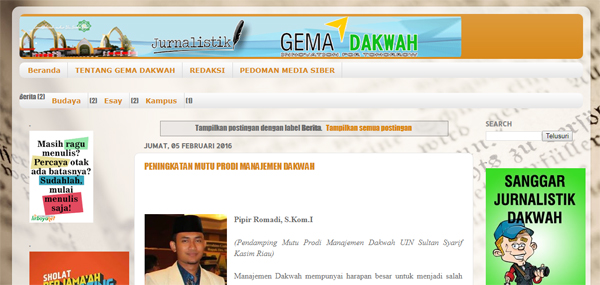 Jurnalistik
GEMA DAKWAH
INNOVATION FOR TOMORROW
Beranda
TENTANG GEMA DAKWAH
REDAKSI
PEDOMAN MEDIA SIBER
Berita (2)
Budaya
(2)
Esay
(2)
Kampus
(1)
Tampilkan postingan dengan label Berita. Tampilkan semua postingan
SEARCH
Telusuri
Masih ragu
menulis?
Percaya otak
ada batasnya?
Sudahlah,
mulai
menulis
saja!
JUMAT, 05 FEBRUARI 2016
PENINGKATAN MUTU PRODI MANAJEMEN DAKWAH
Pipir Romadi, S.Kom.I
(Pendamping Mutu Prodi Manajemen Dakwah UIN Sultan Syarif
Kasim Riau)
Manajemen Dakwah mempunyai harapan besar untuk menjadi salah
SANGGAR
JURNALISTIK
DAKWAH
SHOLAT
BERJAMAYAH